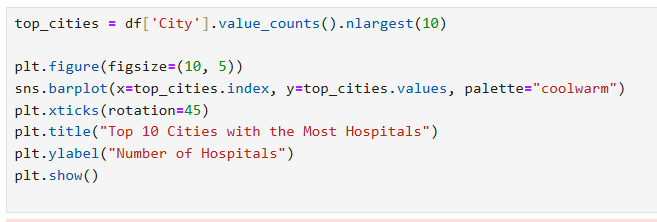 top_cities = df['City'].value_counts().nlargest(10)
plt.figure(figsize=(10, 5))
sns.barplot(x=top_cities.index, y=top_cities.values, palette="coolwarm")
plt.xticks(rotation=45)
plt.title("Top 10 Cities with the Most Hospitals")
plt.ylabel("Number of Hospitals")
plt.show()